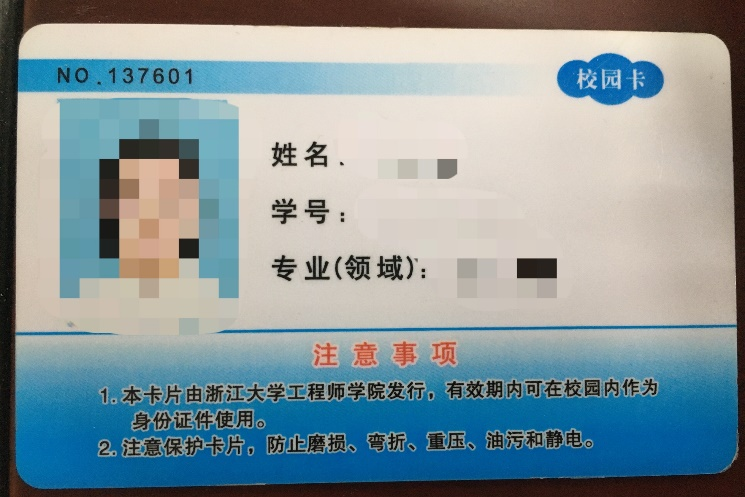 NO.137601
校园卡
姓名.
学号：
专业(领域)：
注意事项
1.本卡片由浙江大学工程师学院发行，有效期内可在校园内作为
身份证件使用。
2.注意保护卡片，防止磨损、弯折、重压、油污和静电。